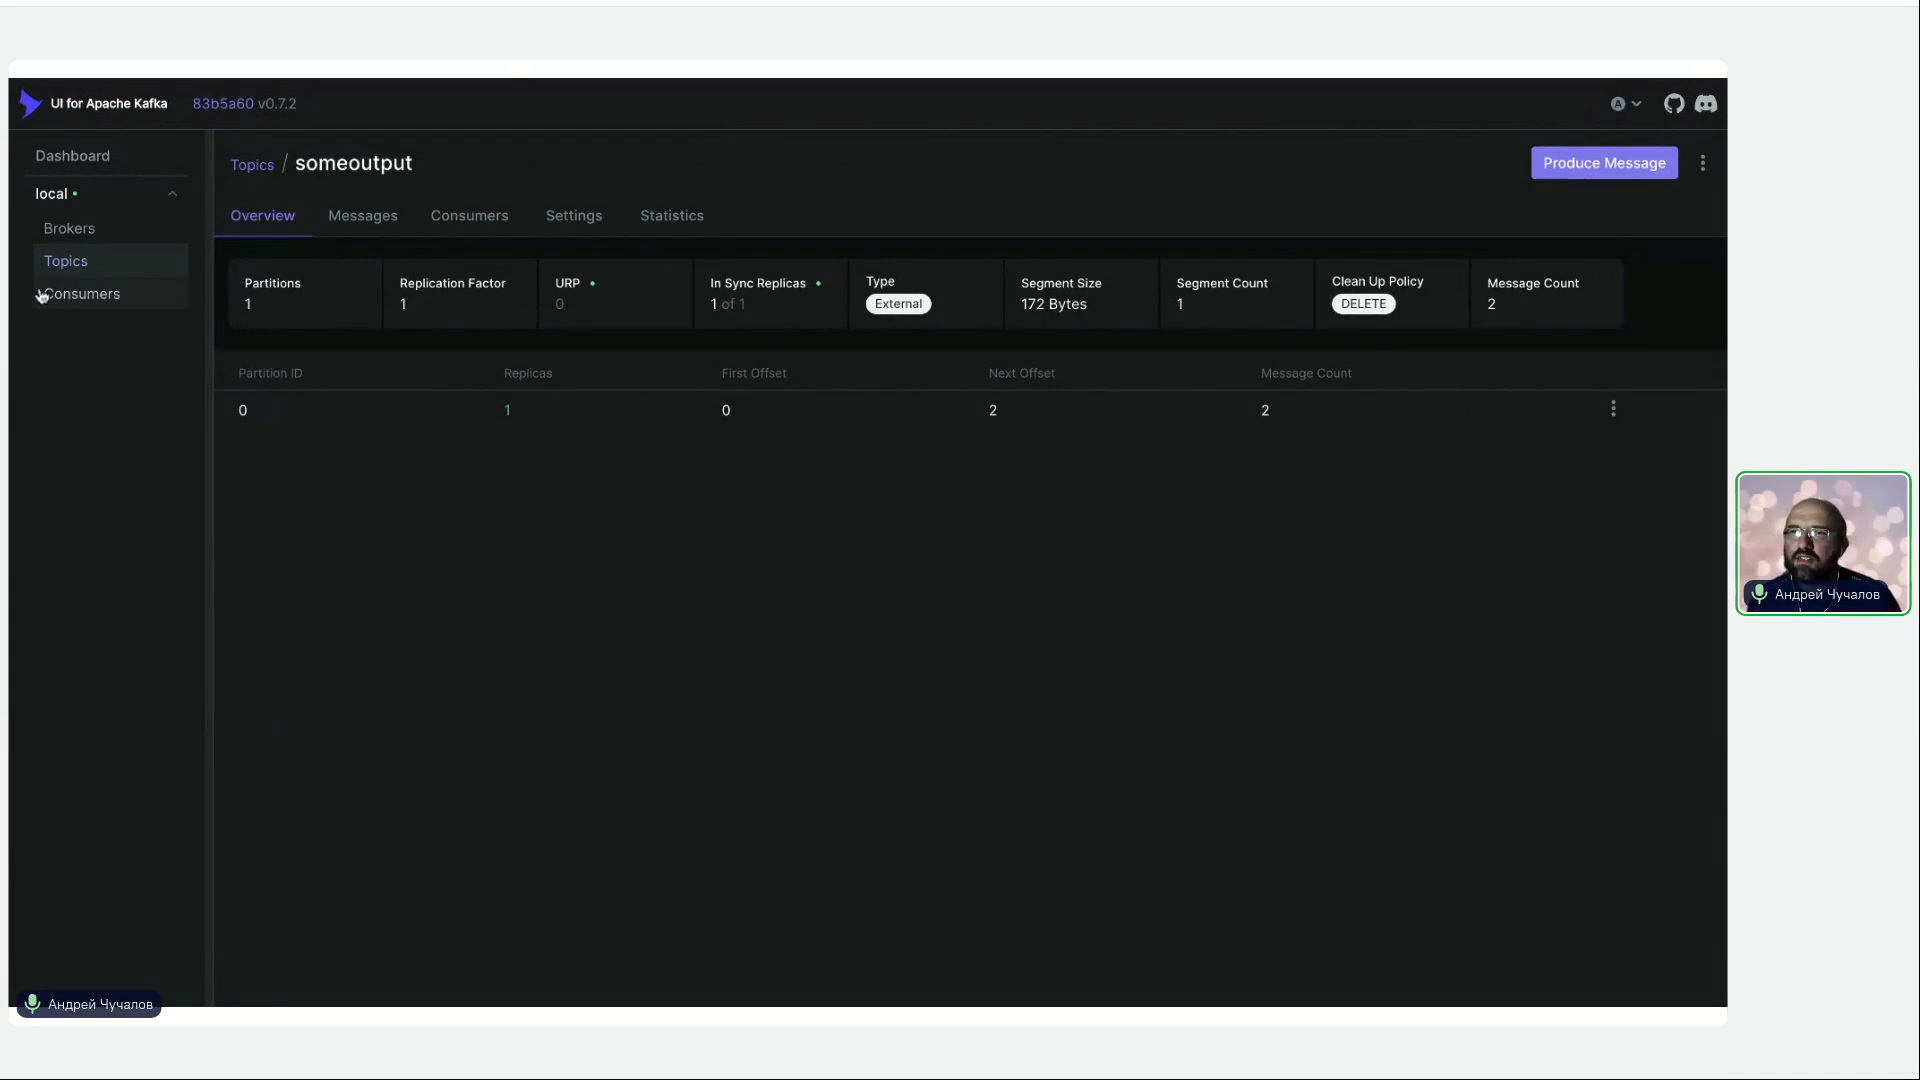 UI for Apache Kafka 83b5a60 v0.7.2
A
Dashboard
local
Brokers
Topics
Consumers
Topics / someoutput
Produce Message
Overview Messages Consumers Settings Statistics
Partitions Replication Factor URP In Sync Replicas Type Segment Size Segment Count Clean Up Policy Message Count
1 1 0 1 of 1 External 172 Bytes 1 DELETE 2
Partition ID Replicas First Offset Next Offset Message Count
0 1 0 2 2
Андрей Чучалов
Андрей Чучалов